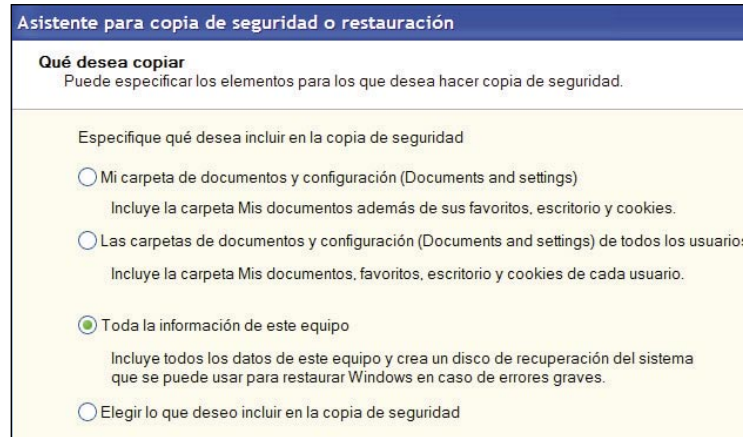 Asistente para copia de seguridad o restauración
Qué desea copiar
Puede especificar los elementos para los que desea hacer copia de seguridad.
Especifique qué desea incluir en la copia de seguridad
Mi carpeta de documentos y configuración (Documents and settings)
Incluye la carpeta Mis documentos además de sus favoritos, escritorio y cookies.
Las carpetas de documentos y configuración (Documents and settings) de todos los usuarios
Incluye la carpeta Mis documentos, favoritos, escritorio y cookies de cada usuario.
Toda la información de este equipo
Incluye todos los datos de este equipo y crea un disco de recuperación del sistema
que se puede usar para restaurar Windows en caso de errores graves.
Elegir lo que deseo incluir en la copia de seguridad